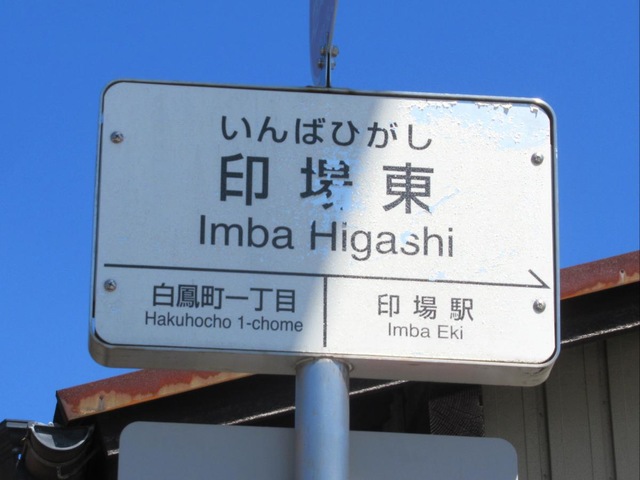 いんばひがし
印場東
Imba Higashi
白鳳町一丁目
Hakuhocho 1-chome
印場駅
Imba Eki